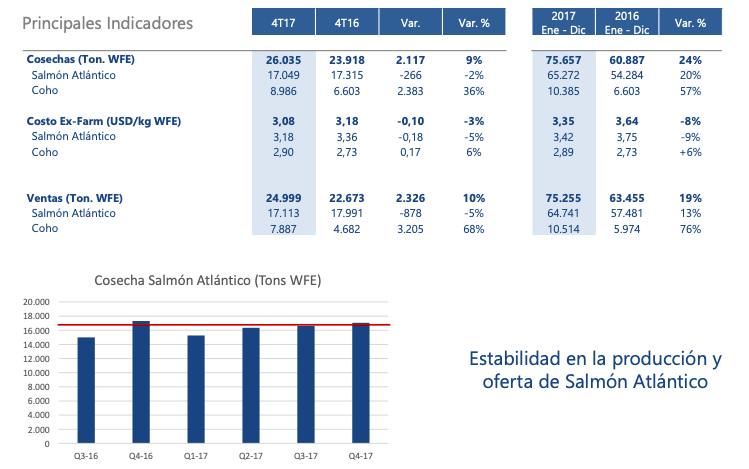 Principales Indicadores
4T17 4T16 Var. Var. % 2017 Ene - Dic 2016 Ene - Dic Var. %
Cosechas (Ton. WFE) 26.035 23.918 2.117 9% 75.657 60.887 24%
Salmón Atlántico 17.049 17.315 -266 -2% 65.272 54.284 20%
Coho 8.986 6.603 2.383 36% 10.385 6.603 57%
Costo Ex-Farm (USD/kg WFE) 3,08 3,18 -0,10 -3% 3,35 3,64 -8%
Salmón Atlántico 3,18 3,36 -0,18 -5% 3,42 3,75 -9%
Coho 2,90 2,73 0,17 6% 2,89 2,73 +6%
Ventas (Ton. WFE) 24.999 22.673 2.326 10% 75.255 63.455 19%
Salmón Atlántico 17.113 17.991 -878 -5% 64.741 57.481 13%
Coho 7.887 4.682 3.205 68% 10.514 5.974 76%
Cosecha Salmón Atlántico (Tons WFE)
20.000
18.000
16.000
14.000
12.000
10.000
8.000
6.000
4.000
2.000
0
Q3-16 Q4-16 Q1-17 Q2-17 Q3-17 Q4-17
Estabilidad en la producción y
oferta de Salmón Atlántico